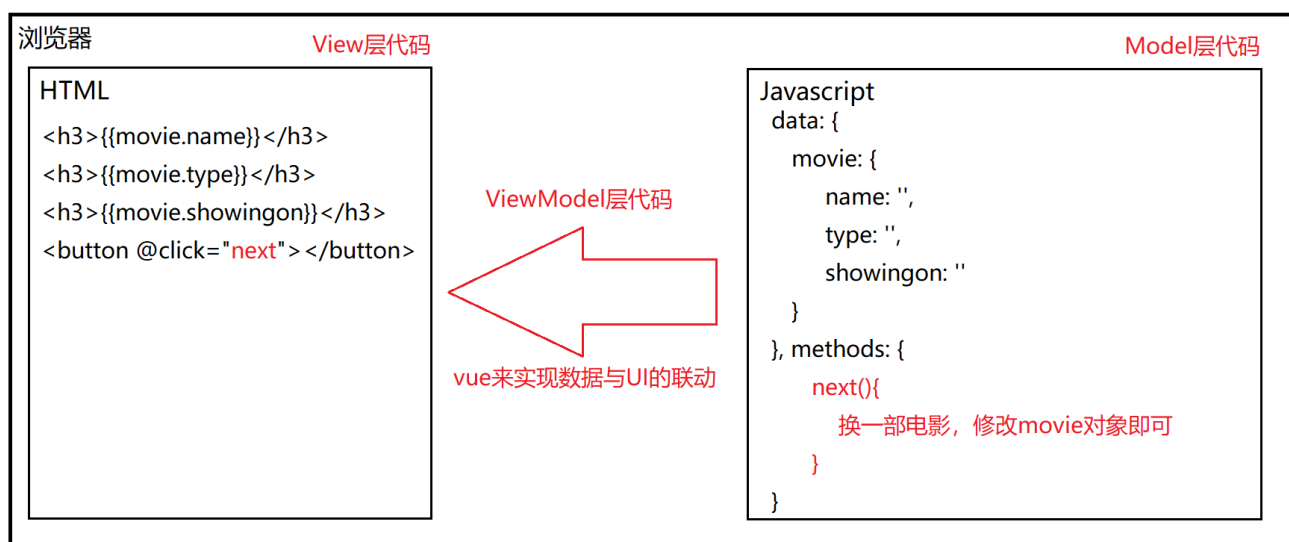 浏览器
View层代码
HTML
<h3>{{movie.name}}</h3>
<h3>{{movie.type}}</h3>
<h3>{{movie.showingon}}</h3>
<button @click="next"></button>
ViewModel层代码
vue来实现数据与UI的联动
Model层代码
Javascript
data: {
movie: {
name: '',
type: '',
showingon: ''
}
}, methods: {
next(){
换一部电影，修改movie对象即可
}
}